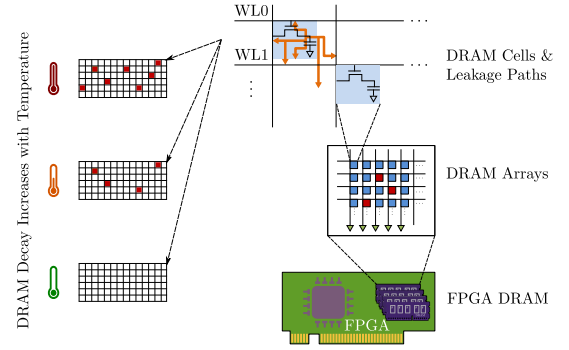 WL0
WL1
DRAM Cells &
Leakage Paths
DRAM Arrays
FPGA DRAM
FPGA
DRAM Decay Increases with Temperature